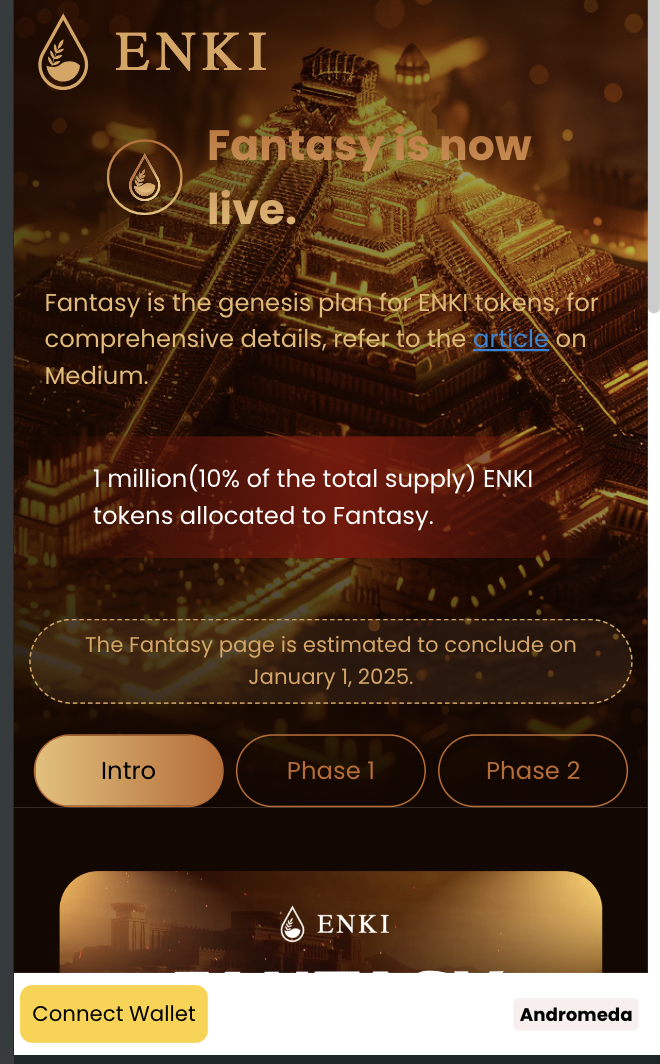 ENKI
Fantasy is now
live.
Fantasy is the genesis plan for ENKI tokens, for
comprehensive details, refer to the article on
Medium.
1 million(10% of the total supply) ENKI
tokens allocated to Fantasy.
The Fantasy page is estimated to conclude on
January 1, 2025.
Intro
Phase 1
Phase 2
ENKI
Connect Wallet
Andromeda